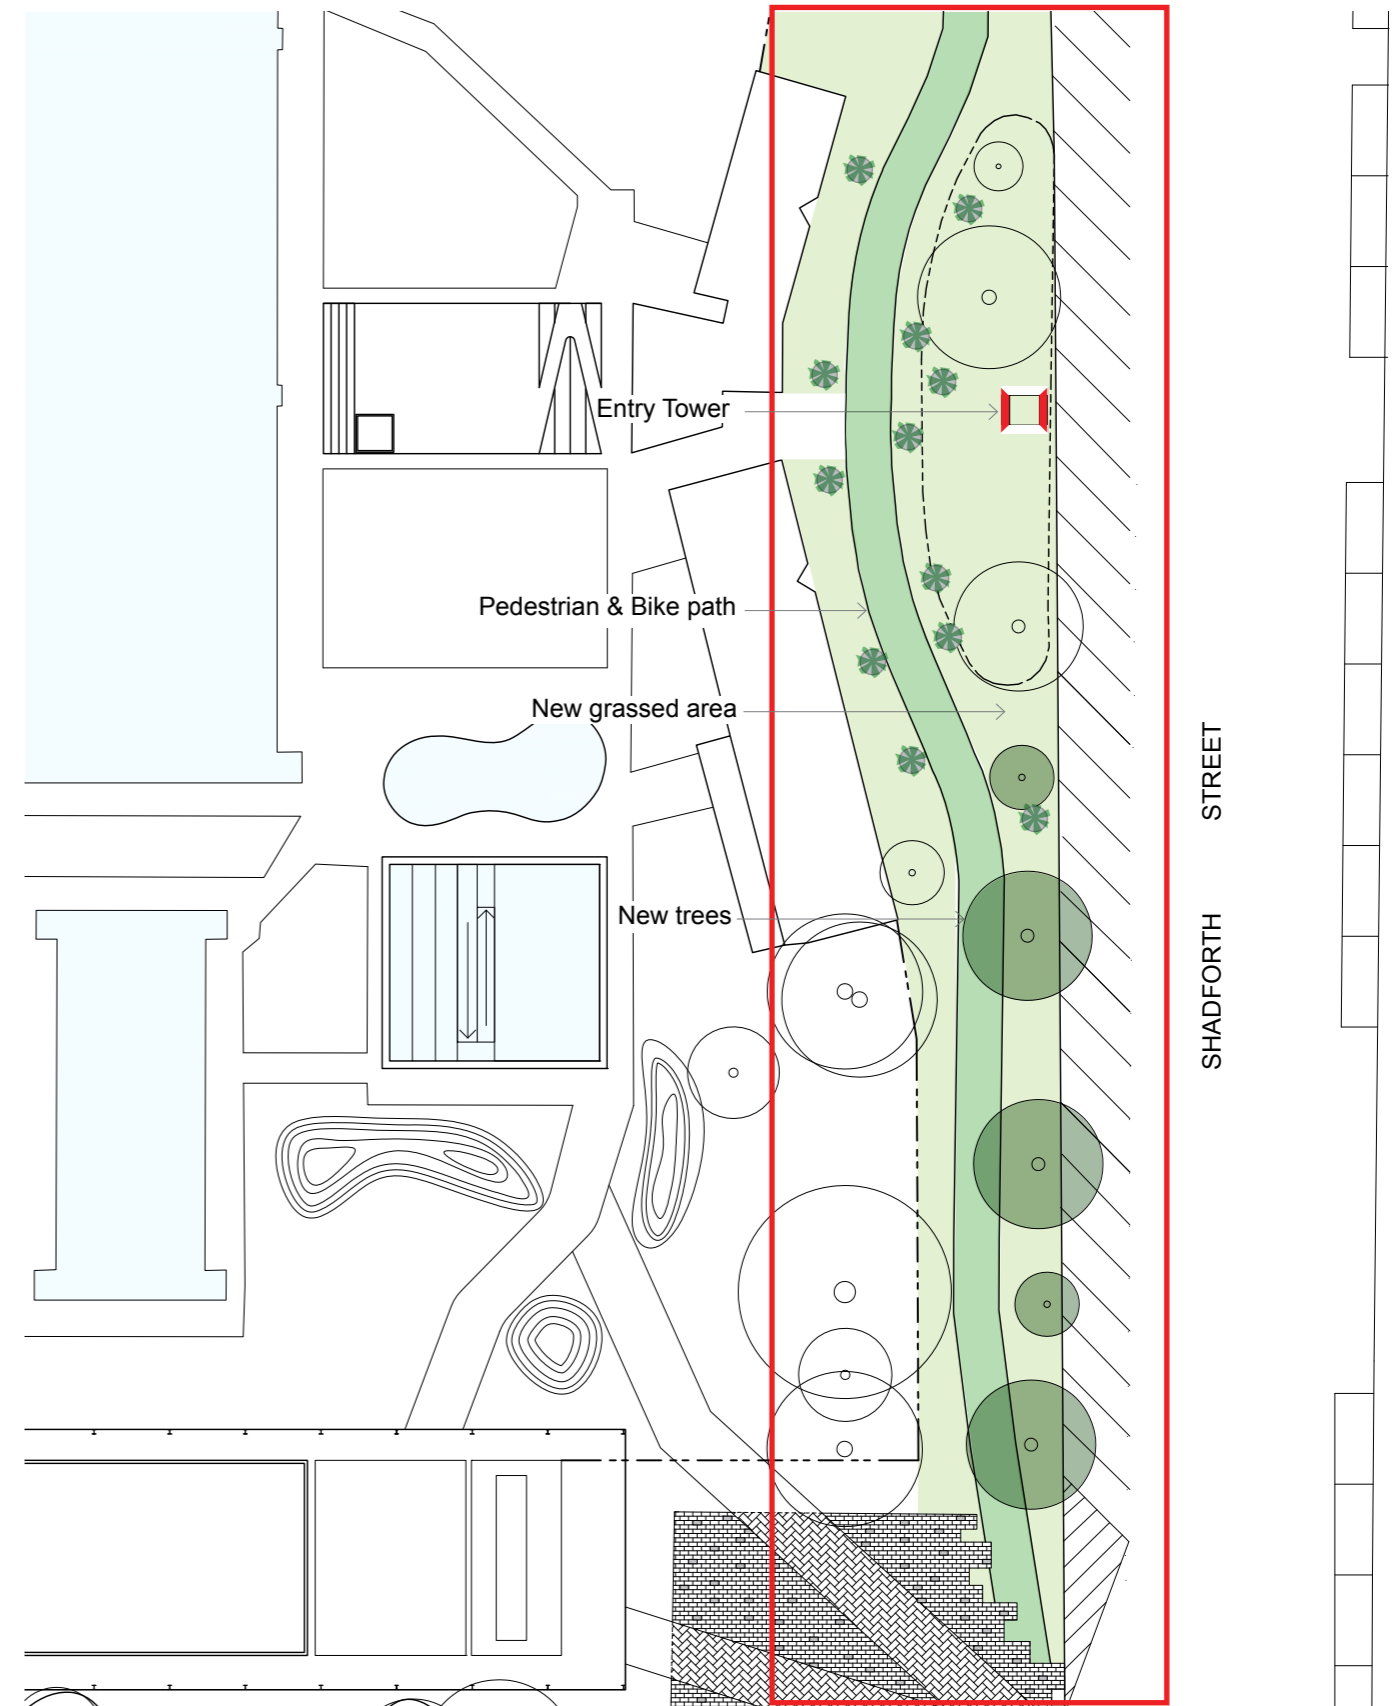 Entry Tower
Pedestrian & Bike path
New grassed area
New trees
SHADFORTH STREET